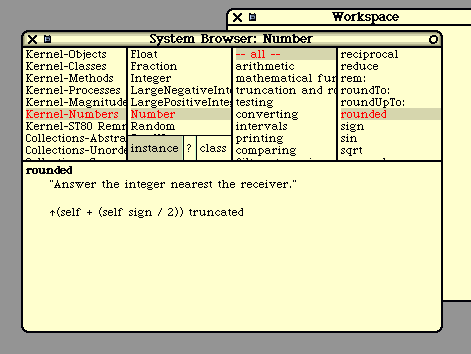 Workspace
System Browser: Number
Kernel-Objects
Kernel-Classes
Kernel-Methods
Kernel-Processes
Kernel-Magnitude
Kernel-Numbers
Kernel-ST80 Remn
Collections-Abstra
Collections-Unorde
Float
Fraction
Integer
LargeNegativeInte
LargePositiveInte
Number
Random
instance ? class
-- all --
arithmetic
mathematical fun
truncation and ro
testing
converting
intervals
printing
comparing
reciprocal
reduce
rem:
roundTo:
roundUpTo:
rounded
sign
sin
sqrt
rounded
"Answer the integer nearest the receiver."
↑(self + (self sign / 2)) truncated